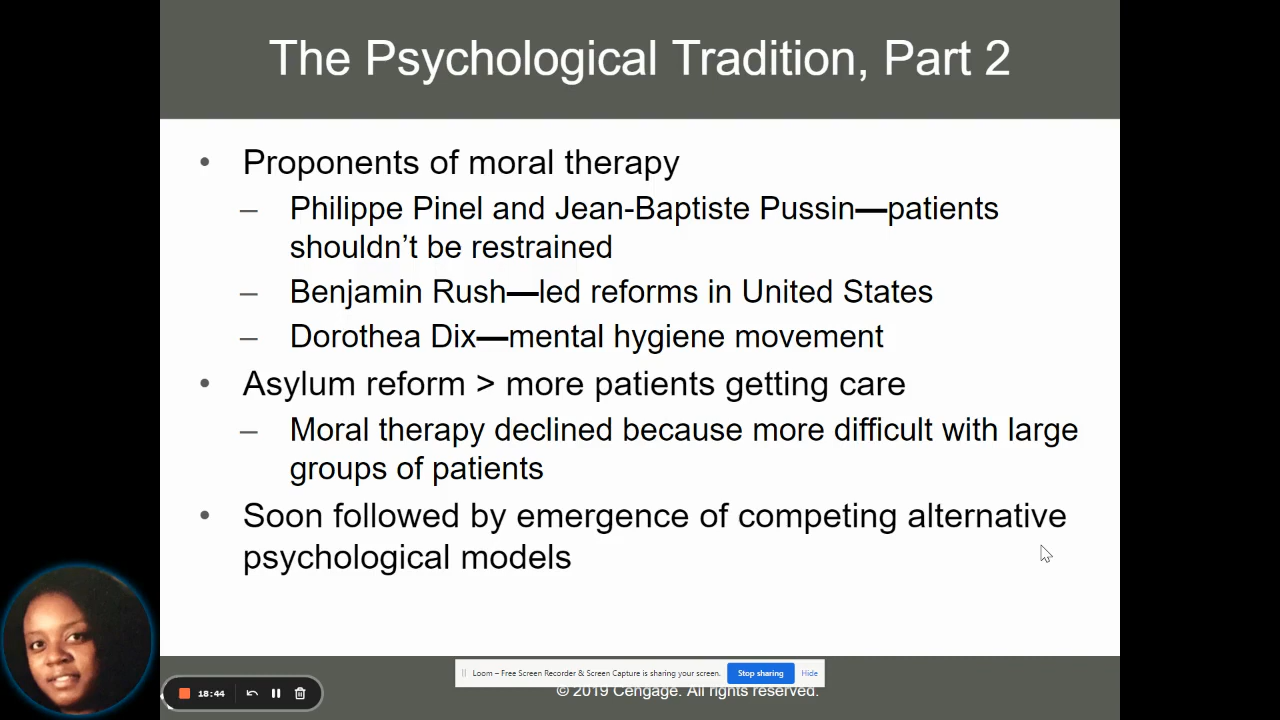 The Psychological Tradition, Part 2
• Proponents of moral therapy
– Philippe Pinel and Jean-Baptiste Pussin—patients
shouldn’t be restrained
– Benjamin Rush—led reforms in United States
– Dorothea Dix—mental hygiene movement
• Asylum reform > more patients getting care
– Moral therapy declined because more difficult with large
groups of patients
• Soon followed by emergence of competing alternative
psychological models
Loom – Free Screen Recorder & Screen Capture is sharing your screen. Stop sharing Hide
© 2019 Cengage. All rights reserved.
18:44